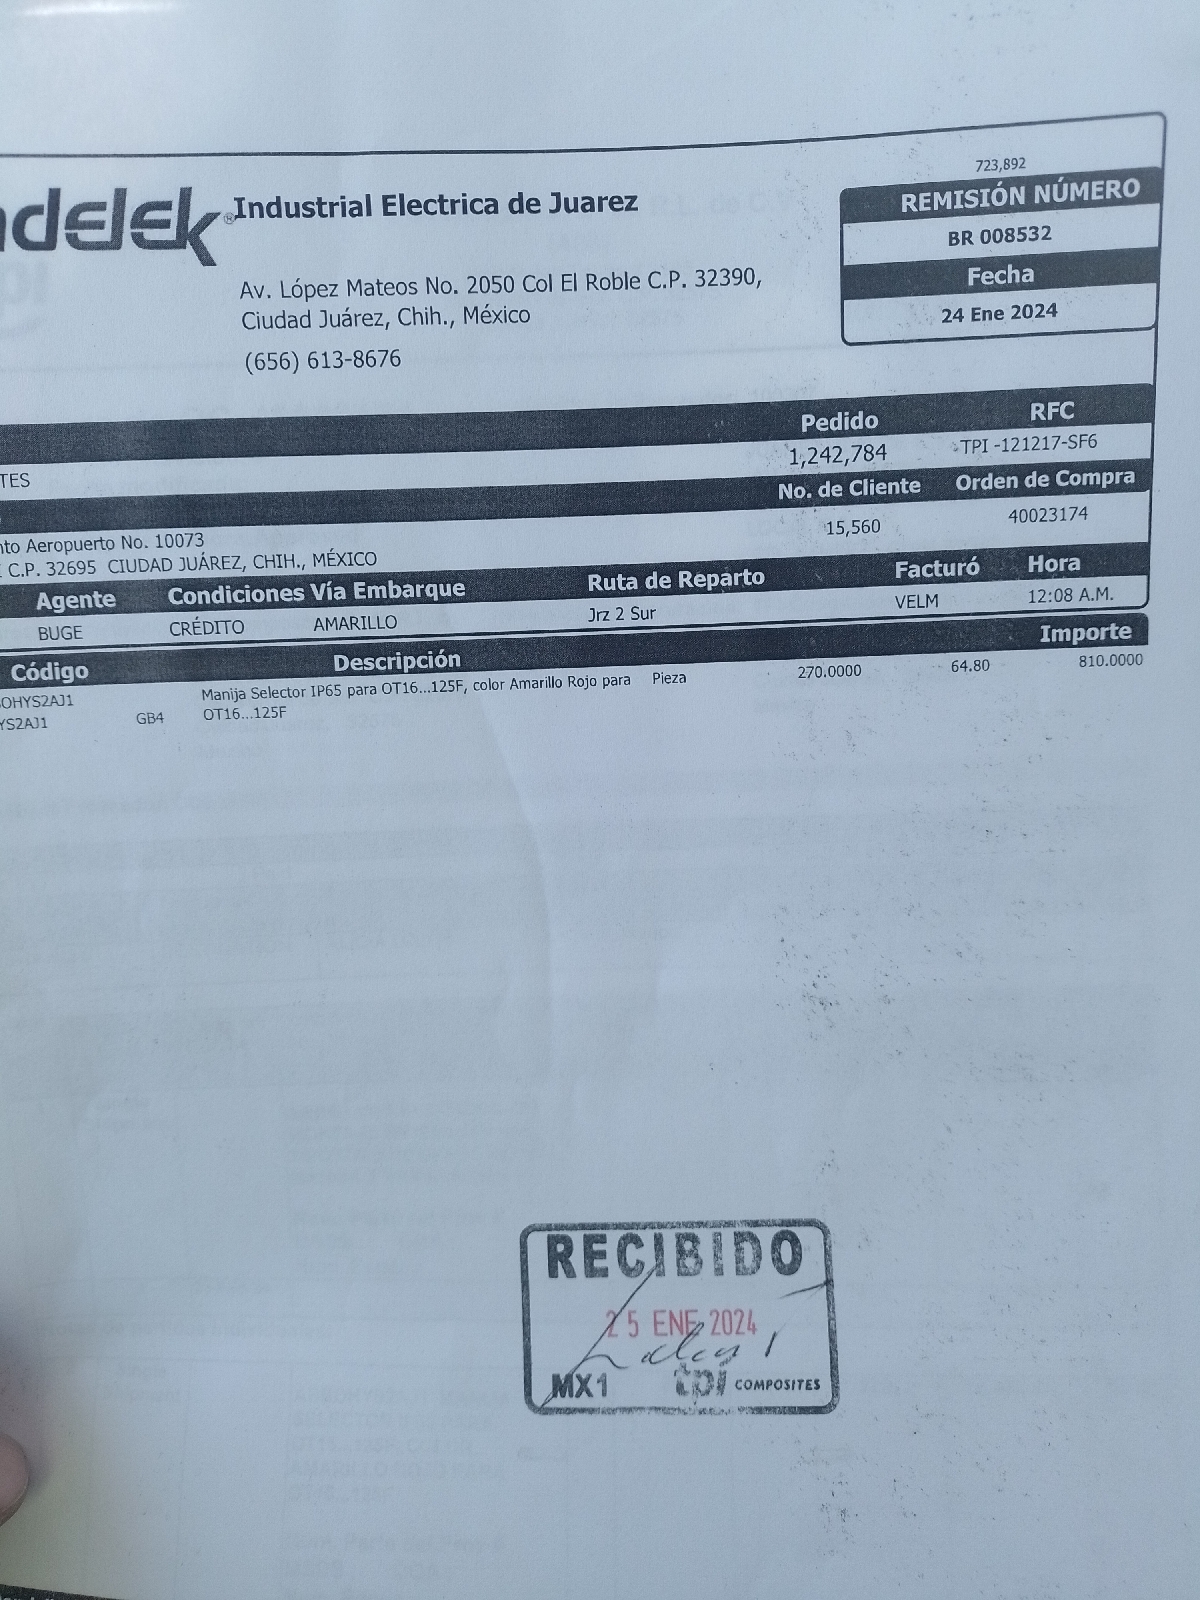 723,892
ndelek® Industrial Electrica de Juarez
REMISIÓN NÚMERO
BR 008532
Fecha
24 Ene 2024
Av. López Mateos No. 2050 Col El Roble C.P. 32390,
Ciudad Juárez, Chih., México
(656) 613-8676
Pedido RFC
TES 1,242,784 TPI -121217-SF6
No. de Cliente Orden de Compra
nto Aeropuerto No. 10073 15,560 40023174
C.P. 32695 CIUDAD JUÁREZ, CHIH., MÉXICO
Agente Condiciones Vía Embarque Ruta de Reparto Facturó Hora
BUGE CRÉDITO AMARILLO Jrz 2 Sur VELM 12:08 A.M.
Código Descripción Importe
OHYS2AJ1 Manija Selector IP65 para OT16...125F, color Amarillo Rojo para Pieza 270.0000 64.80 810.0000
YS2AJ1 GB4 OT16...125F
RECIBIDO
25 ENE 2024
MX1 tpi COMPOSITES